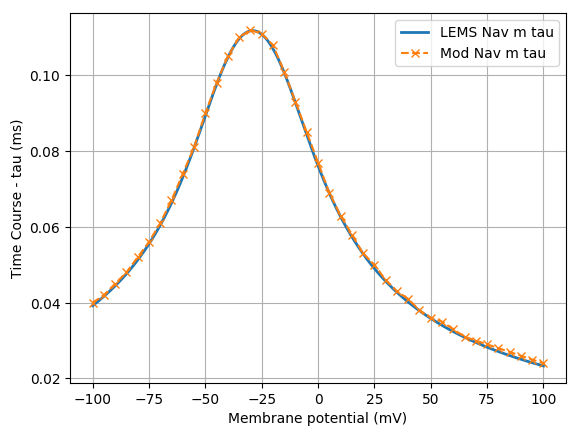 LEMS Nav m tau
Mod Nav m tau
0.10
0.08
0.06
0.04
0.02
Time Course - tau (ms)
−100 −75 −50 −25 0 25 50 75 100
Membrane potential (mV)